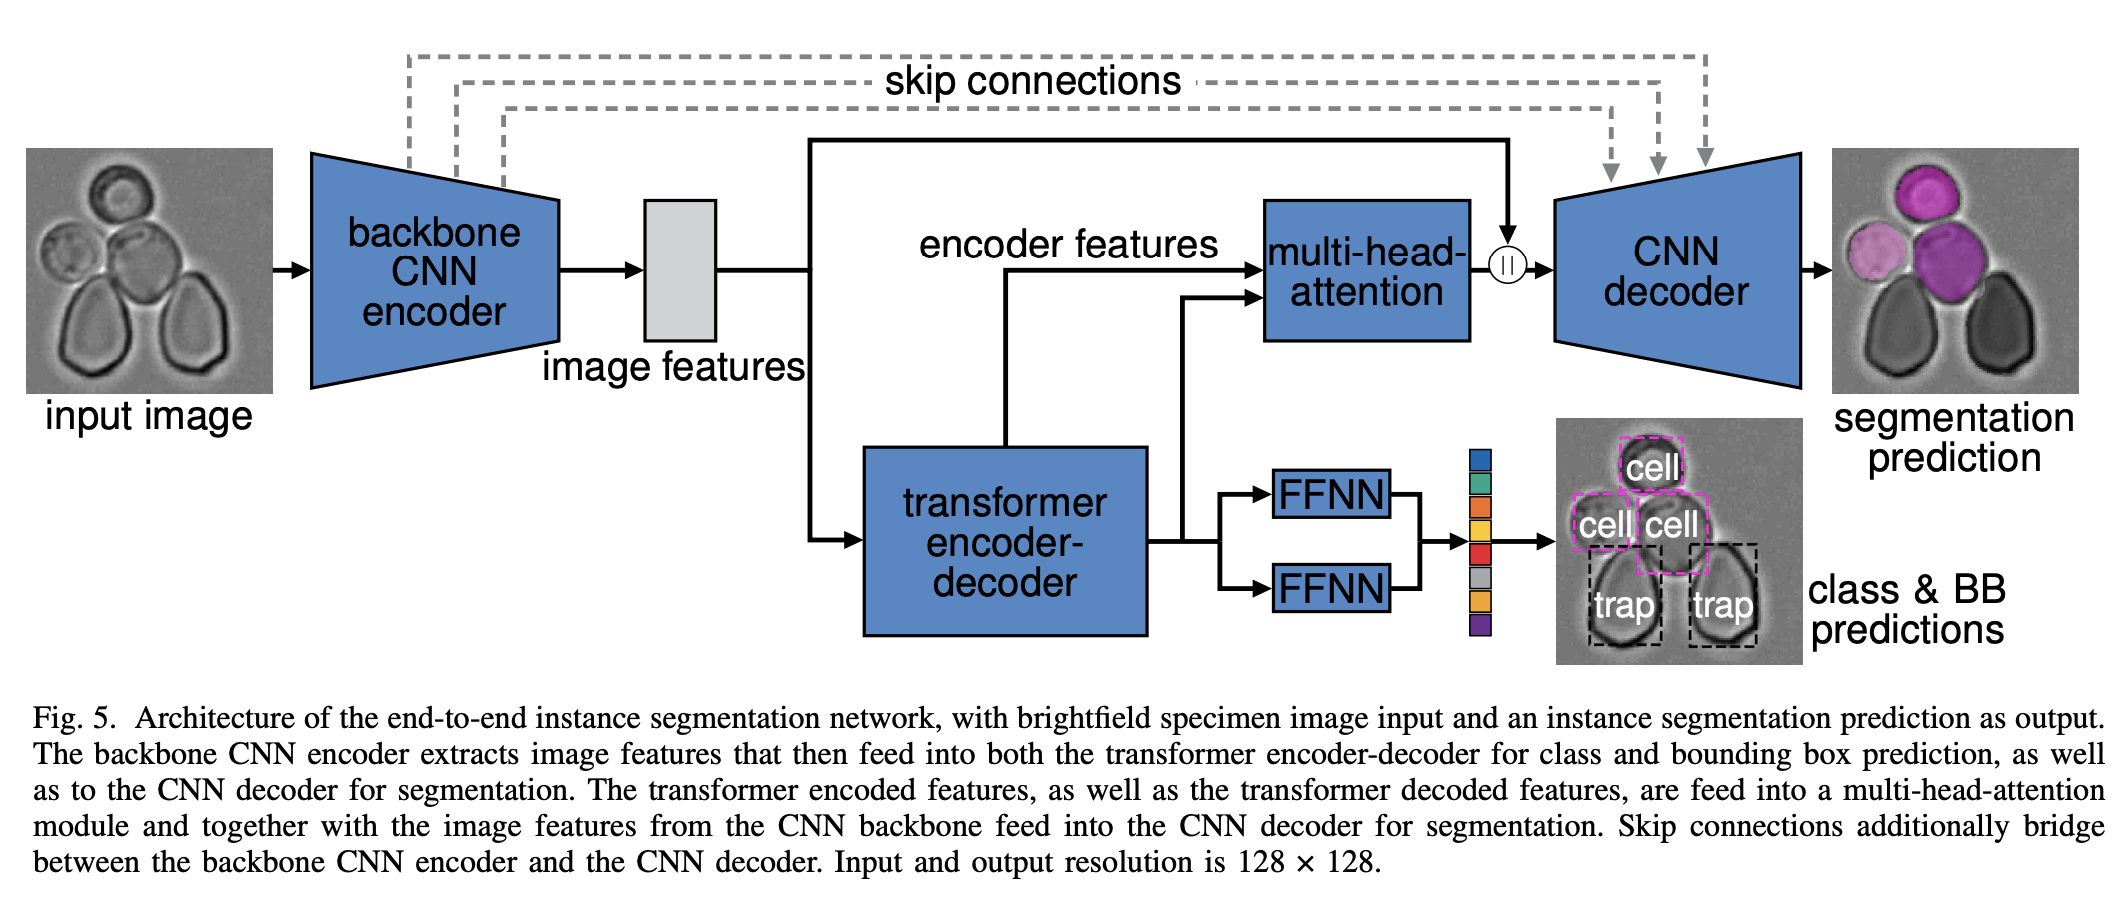 skip connections
backbone
CNN
encoder
input image
image features
encoder features
multi-head-
attention
||
CNN
decoder
segmentation
prediction
transformer
encoder-
decoder
FFNN
FFNN
cell
cell
cell
trap
trap
class & BB
predictions
Fig. 5. Architecture of the end-to-end instance segmentation network, with brightfield specimen image input and an instance segmentation prediction as output.
The backbone CNN encoder extracts image features that then feed into both the transformer encoder-decoder for class and bounding box prediction, as well
as to the CNN decoder for segmentation. The transformer encoded features, as well as the transformer decoded features, are feed into a multi-head-attention
module and together with the image features from the CNN backbone feed into the CNN decoder for segmentation. Skip connections additionally bridge
between the backbone CNN encoder and the CNN decoder. Input and output resolution is 128 × 128.